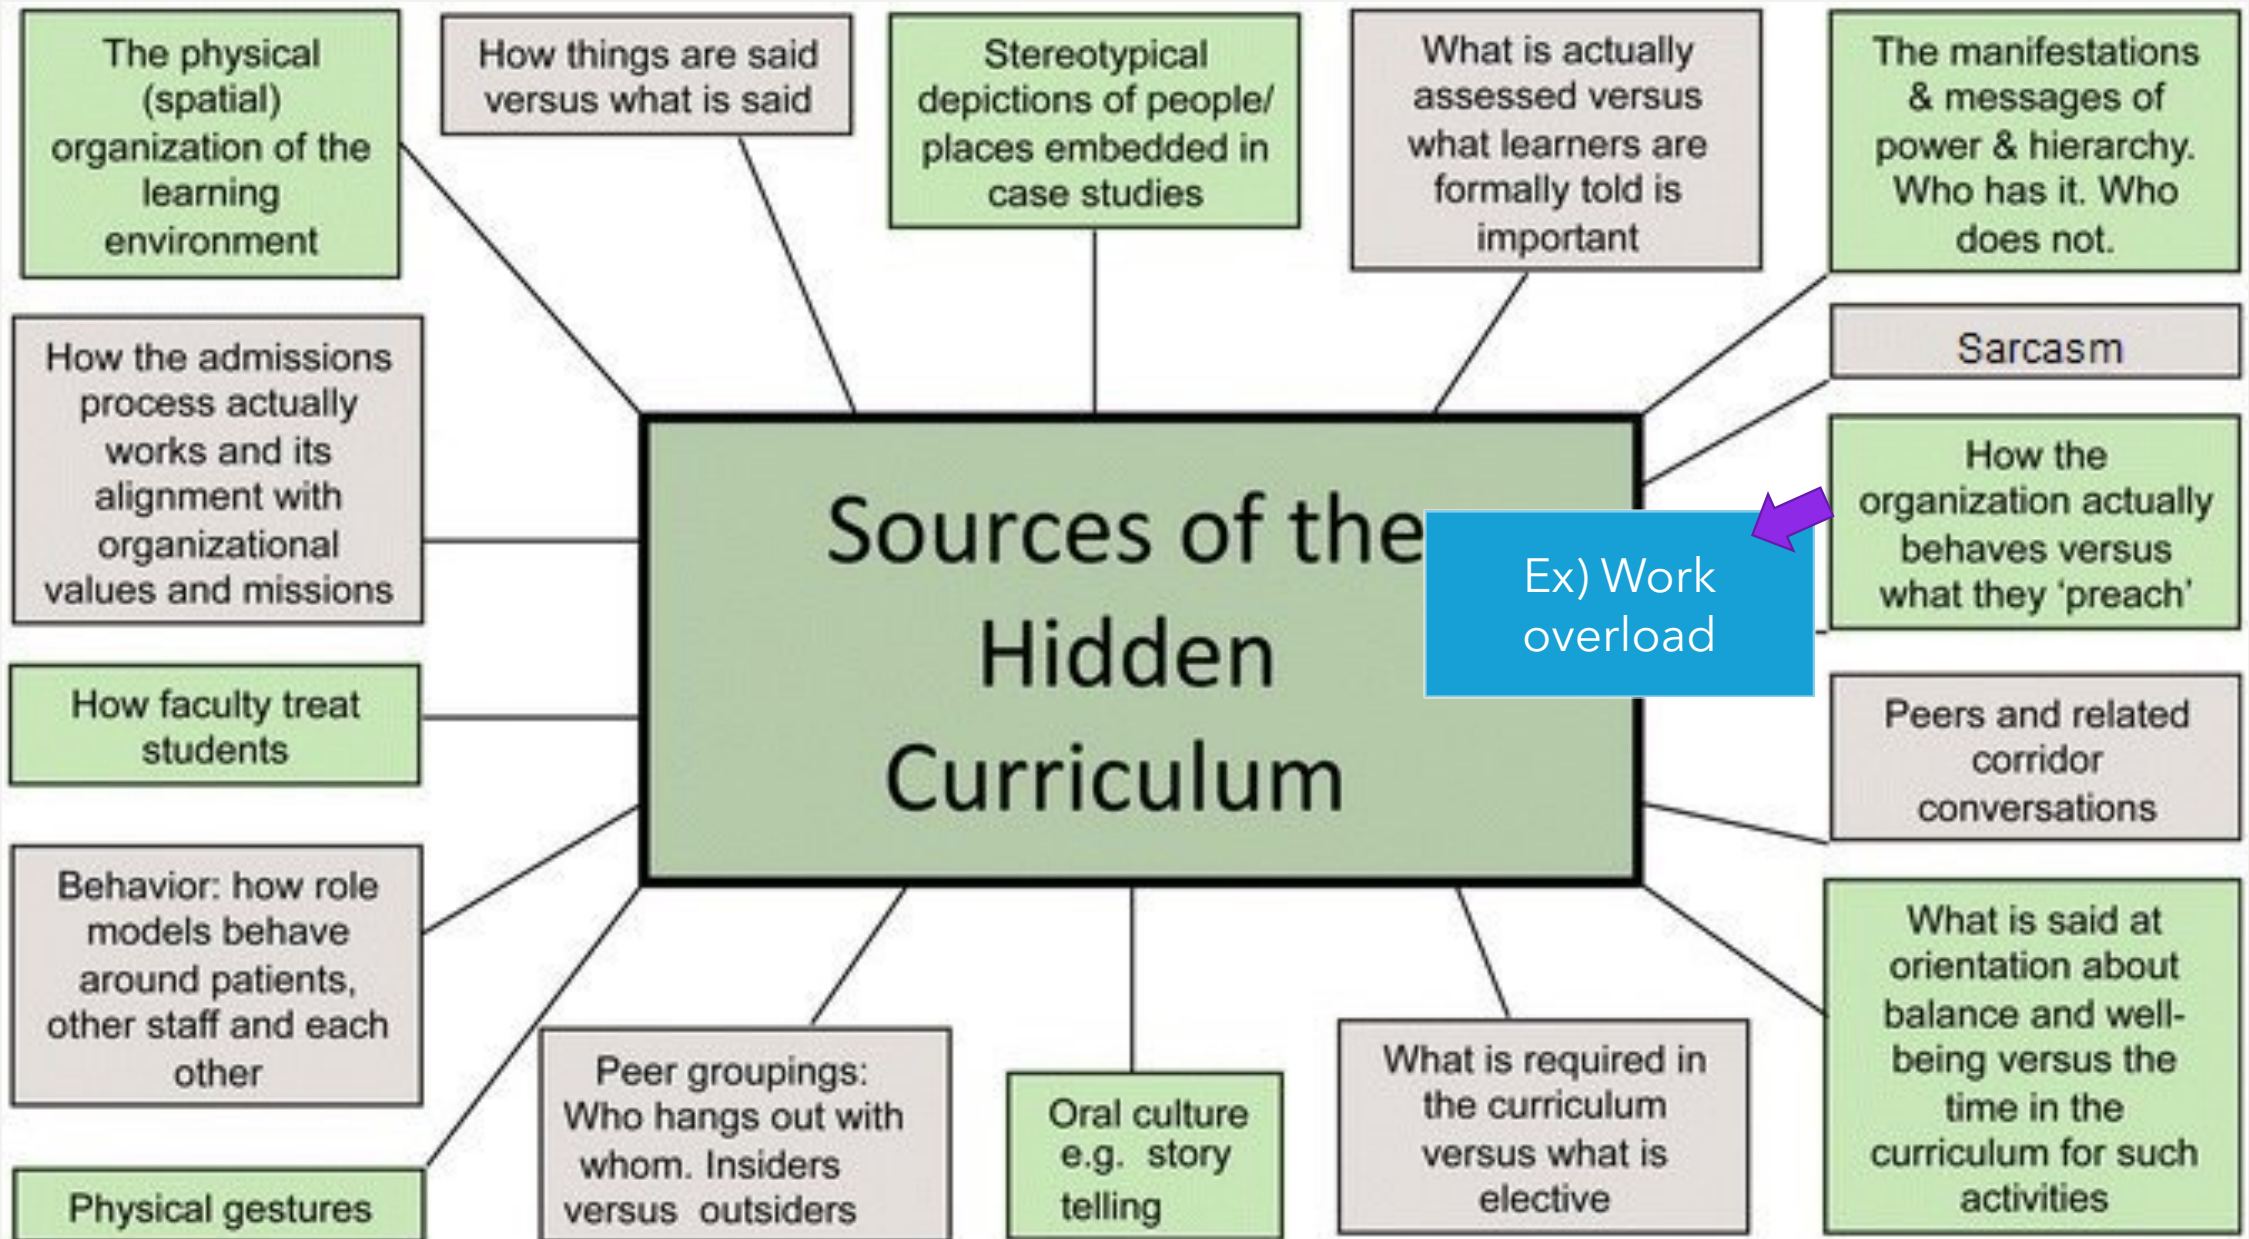 The physical
(spatial)
organization of the
learning
environment
How things are said
versus what is said
Stereotypical
depictions of people/
places embedded in
case studies
What is actually
assessed versus
what learners are
formally told is
important
The manifestations
& messages of
power & hierarchy.
Who has it. Who
does not.
Sarcasm
How the admissions
process actually
works and its
alignment with
organizational
values and missions
Sources of the
Hidden
Curriculum
Ex) Work
overload
How the
organization actually
behaves versus
what they ‘preach’
How faculty treat
students
Peers and related
corridor
conversations
Behavior: how role
models behave
around patients,
other staff and each
other
What is said at
orientation about
balance and well-
being versus the
time in the
curriculum for such
activities
Physical gestures
Peer groupings:
Who hangs out with
whom. Insiders
versus outsiders
Oral culture
e.g. story
telling
What is required in
the curriculum
versus what is
elective